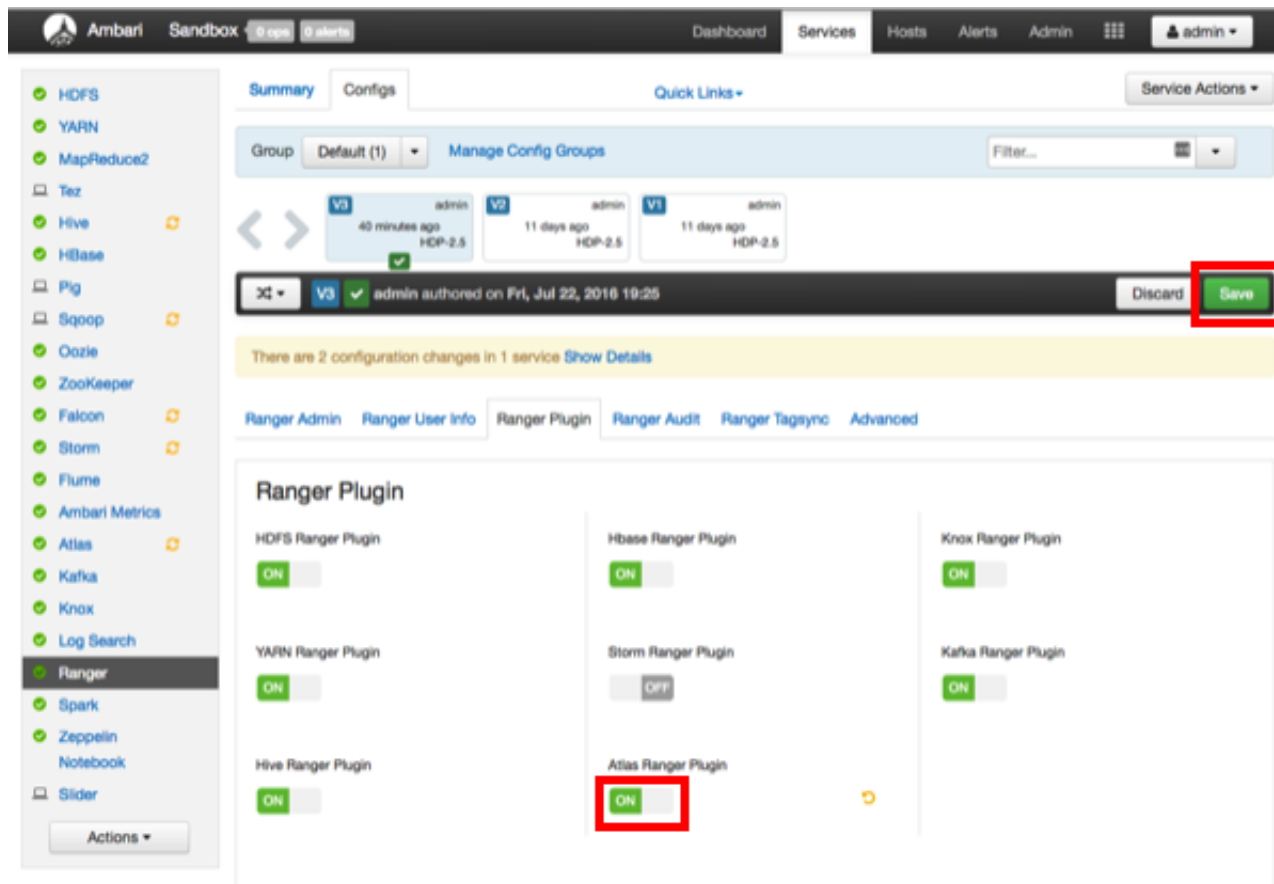 Ambari Sandbox 0 ops 0 alerts Dashboard Services Hosts Alerts Admin admin
HDFS
YARN
MapReduce2
Tez
Hive
HBase
Pig
Sqoop
Oozie
ZooKeeper
Falcon
Storm
Flume
Ambari Metrics
Atlas
Kafka
Knox
Log Search
Ranger
Spark
Zeppelin
Notebook
Slider
Actions
Summary Configs Quick Links Service Actions
Group Default (1) Manage Config Groups Filter...
V3 admin
40 minutes ago
HDP-2.5
V2 admin
11 days ago
HDP-2.5
V1 admin
11 days ago
HDP-2.5
V3 admin authored on Fri, Jul 22, 2016 19:25 Discard Save
There are 2 configuration changes in 1 service Show Details
Ranger Admin Ranger User Info Ranger Plugin Ranger Audit Ranger Tagsync Advanced
Ranger Plugin
HDFS Ranger Plugin Hbase Ranger Plugin Knox Ranger Plugin
ON ON ON
YARN Ranger Plugin Storm Ranger Plugin Kafka Ranger Plugin
ON OFF ON
Hive Ranger Plugin Atlas Ranger Plugin
ON ON